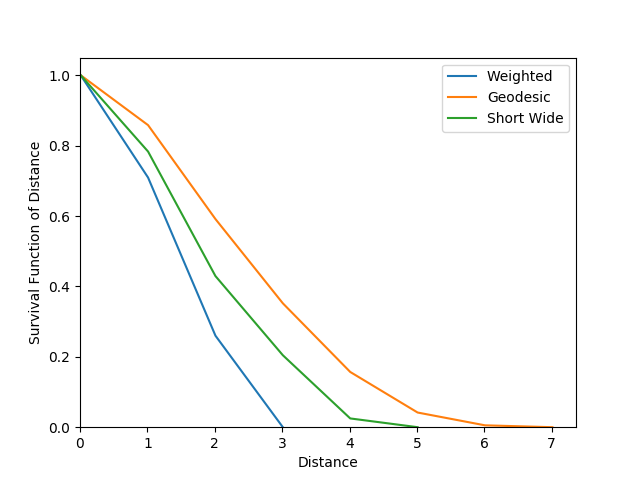 Weighted
Geodesic
Short Wide
Survival Function of Distance
1.0
0.8
0.6
0.4
0.2
0.0
0 1 2 3 4 5 6 7
Distance